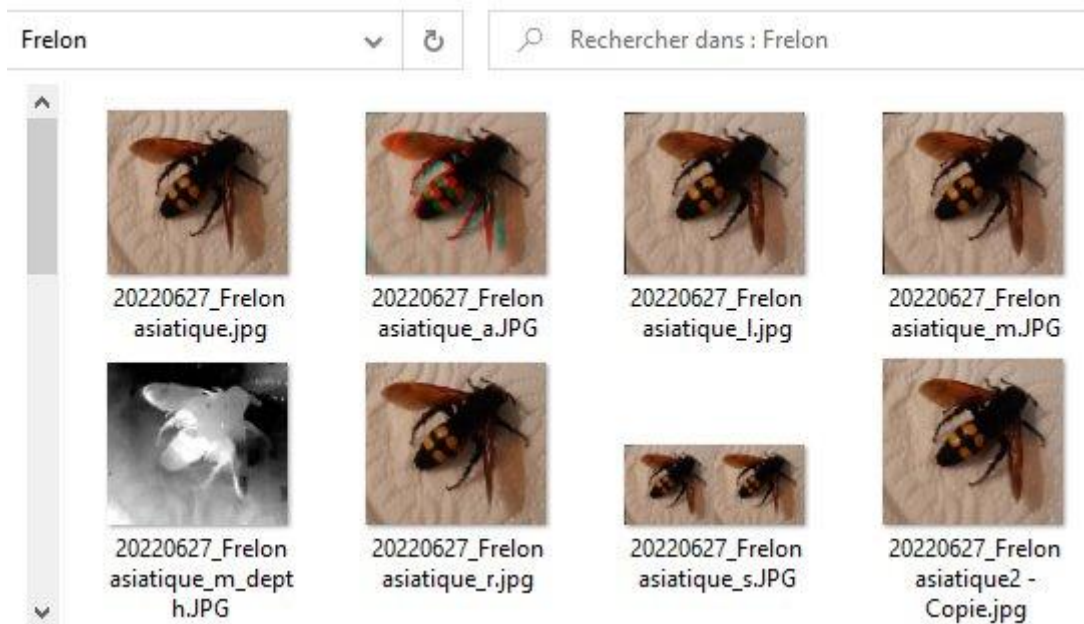 Frelon
Rechercher dans : Frelon
20220627_Frelon
asiatique.jpg
20220627_Frelon
asiatique_a.JPG
20220627_Frelon
asiatique_l.jpg
20220627_Frelon
asiatique_m.JPG
20220627_Frelon
asiatique_m_dept
h.JPG
20220627_Frelon
asiatique_r.jpg
20220627_Frelon
asiatique_s.JPG
20220627_Frelon
asiatique2 -
Copie.jpg